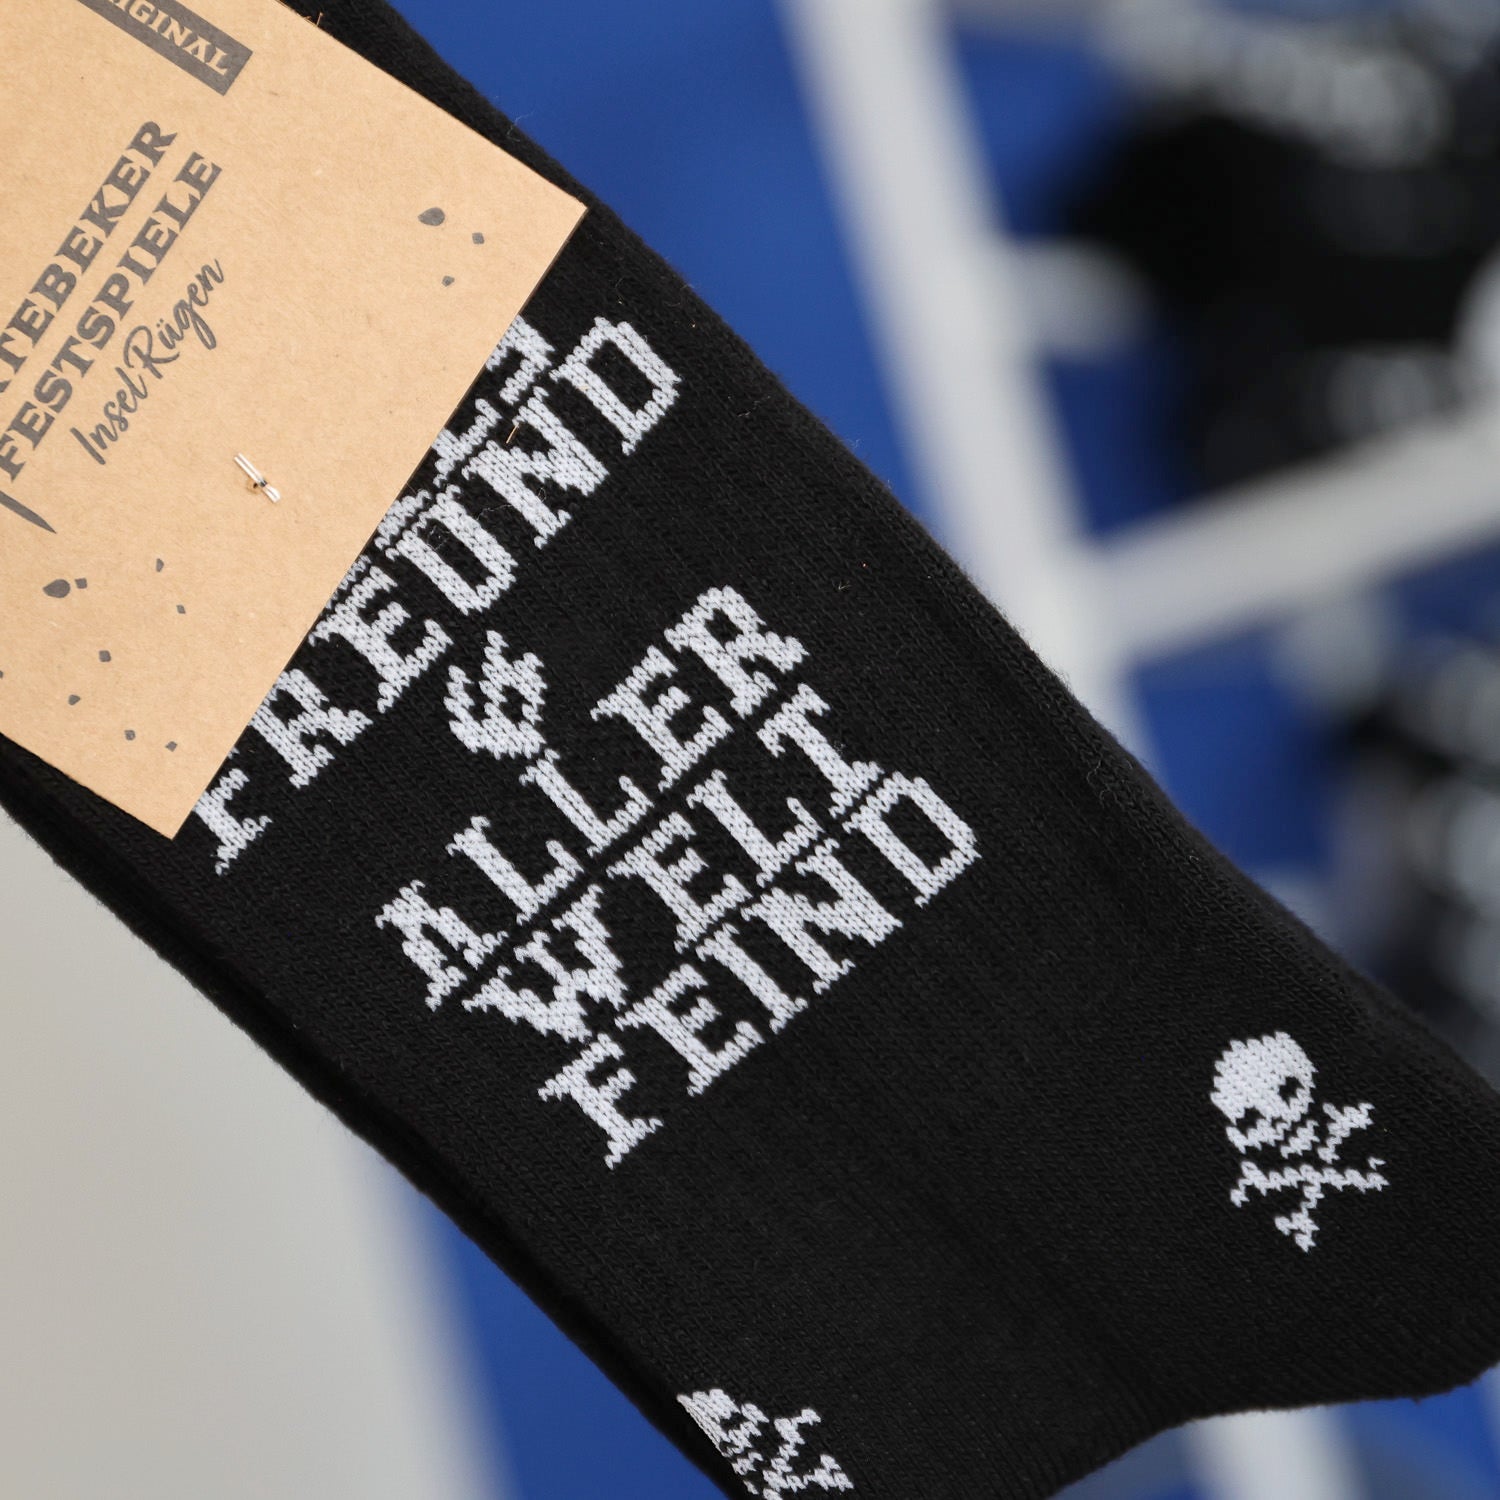 ORIGINAL
FESTSPIELE
Insel Rügen
FREUND
&
ALLER
WELT
FEIND